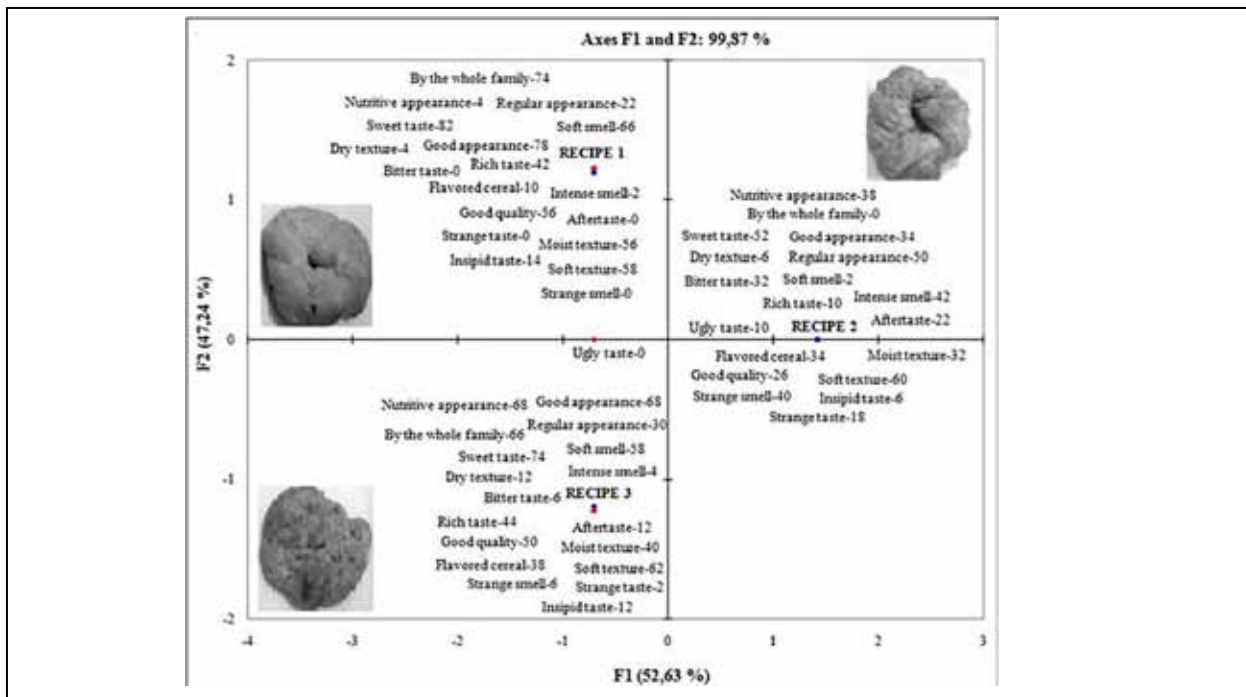 Axes F1 and F2: 99,87 %
2
By the whole family-74
Nutritive appearance-4 Regular appearance-22
Sweet taste-82 Soft smell-66
Dry texture-4 Good appearance-78
RECIPE 1
Bitter taste-0 Rich taste-42
Flavored cereal-10 Intense smell-2
1
Good quality-56 Aftertaste-0
Strange taste-0 Moist texture-56
Insipid taste-14 Soft texture-58
Strange smell-0
Nutritive appearance-38
By the whole family-0
Sweet taste-52 Good appearance-34
Dry texture-6 Regular appearance-50
Bitter taste-32 Soft smell-2
Rich taste-10 Intense smell-42
Ugly taste-10 RECIPE 2 Aftertaste-22
0
Ugly taste-0
Flavored cereal-34 Moist texture-32
Good quality-26 Soft texture-60
Strange smell-40 Insipid taste-6
Strange taste-18
F2 (47,24 %)
Nutritive appearance-68 Good appearance-68
Regular appearance-30
By the whole family-66
Soft smell-58
Sweet taste-74
Dry texture-12 Intense smell-4
-1
Bitter taste-6 RECIPE 3
Rich taste-44 Aftertaste-12
Good quality-50 Moist texture-40
Flavored cereal-38 Soft texture-62
Strange smell-6 Strange taste-2
Insipid taste-12
-2
-4 -3 -2 -1 0 1 2 3
F1 (52,63 %)